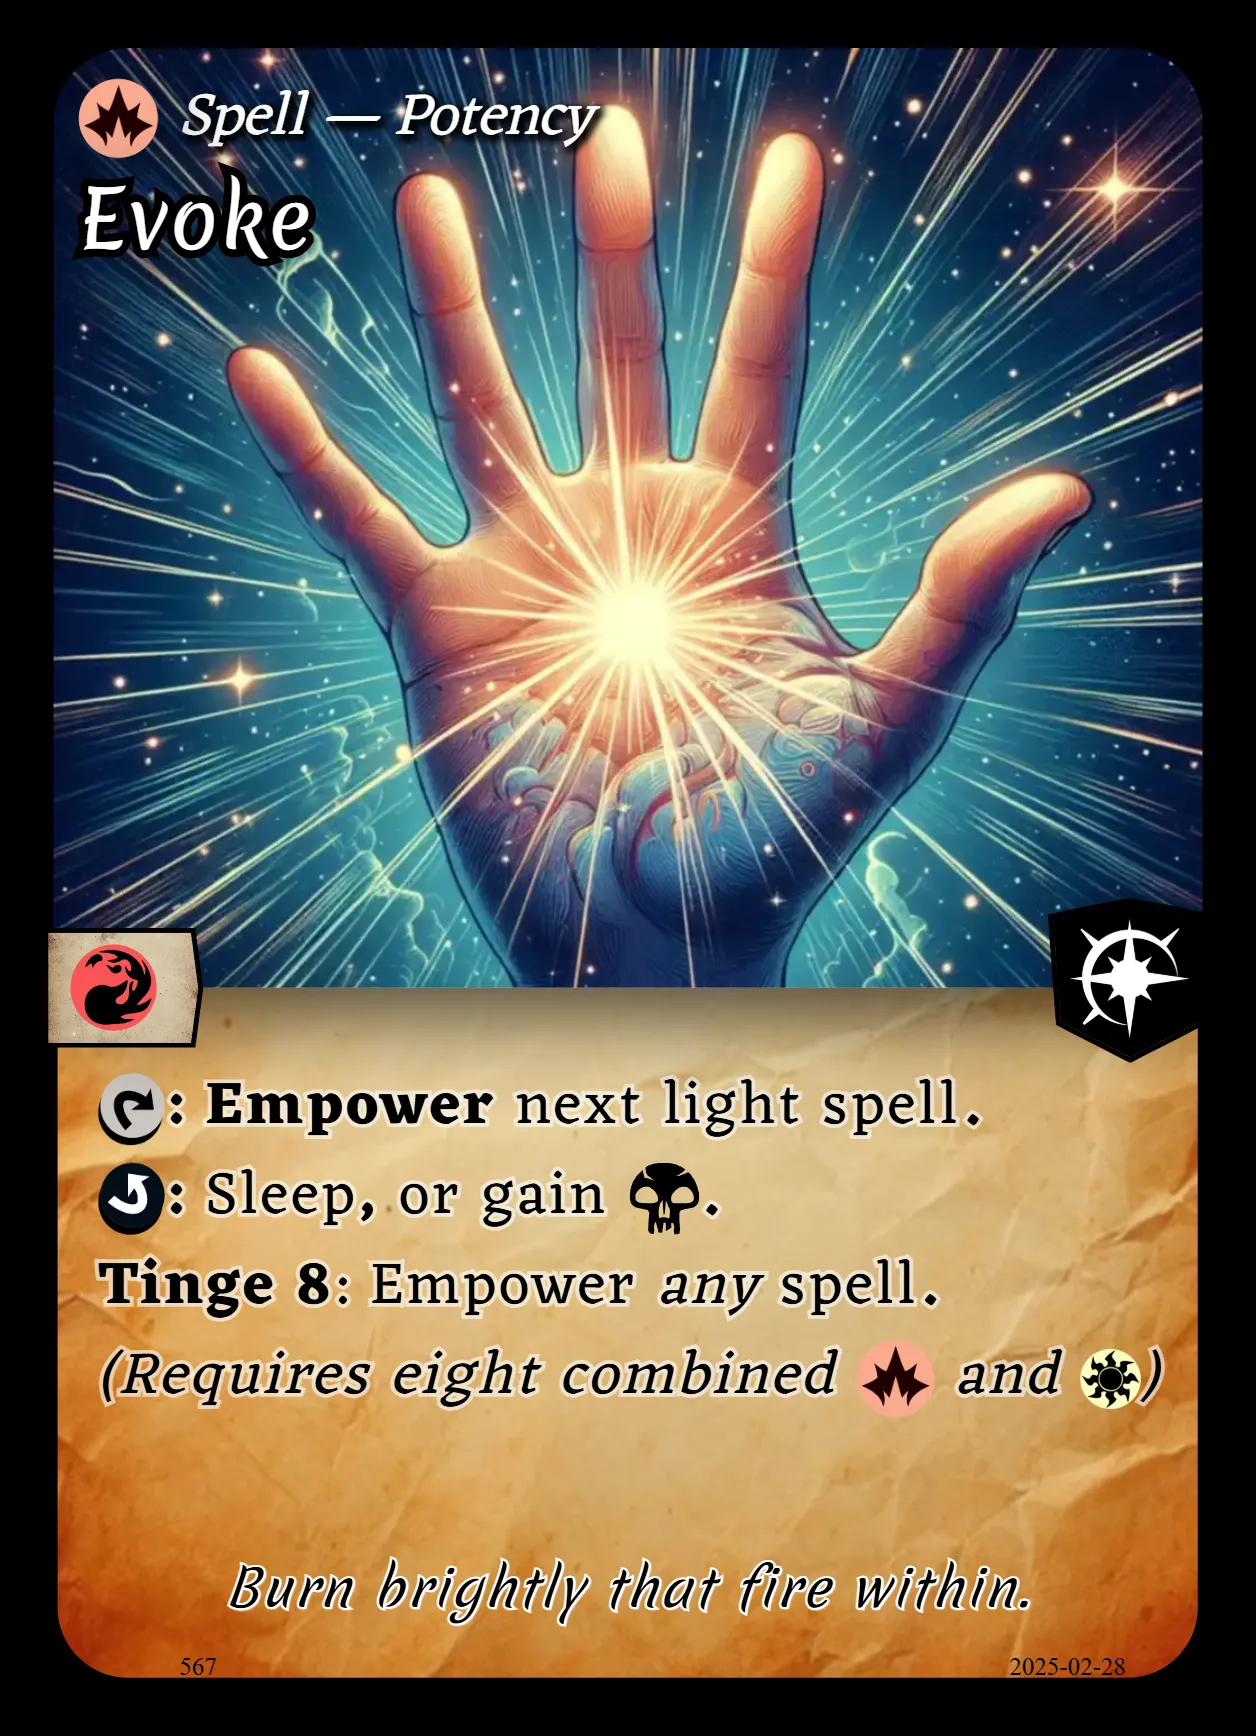 Spell — Potency
Evoke
: Empower next light spell.
: Sleep, or gain .
Tinge 8: Empower any spell.
(Requires eight combined and )
Burn brightly that fire within.
567 2025-02-28